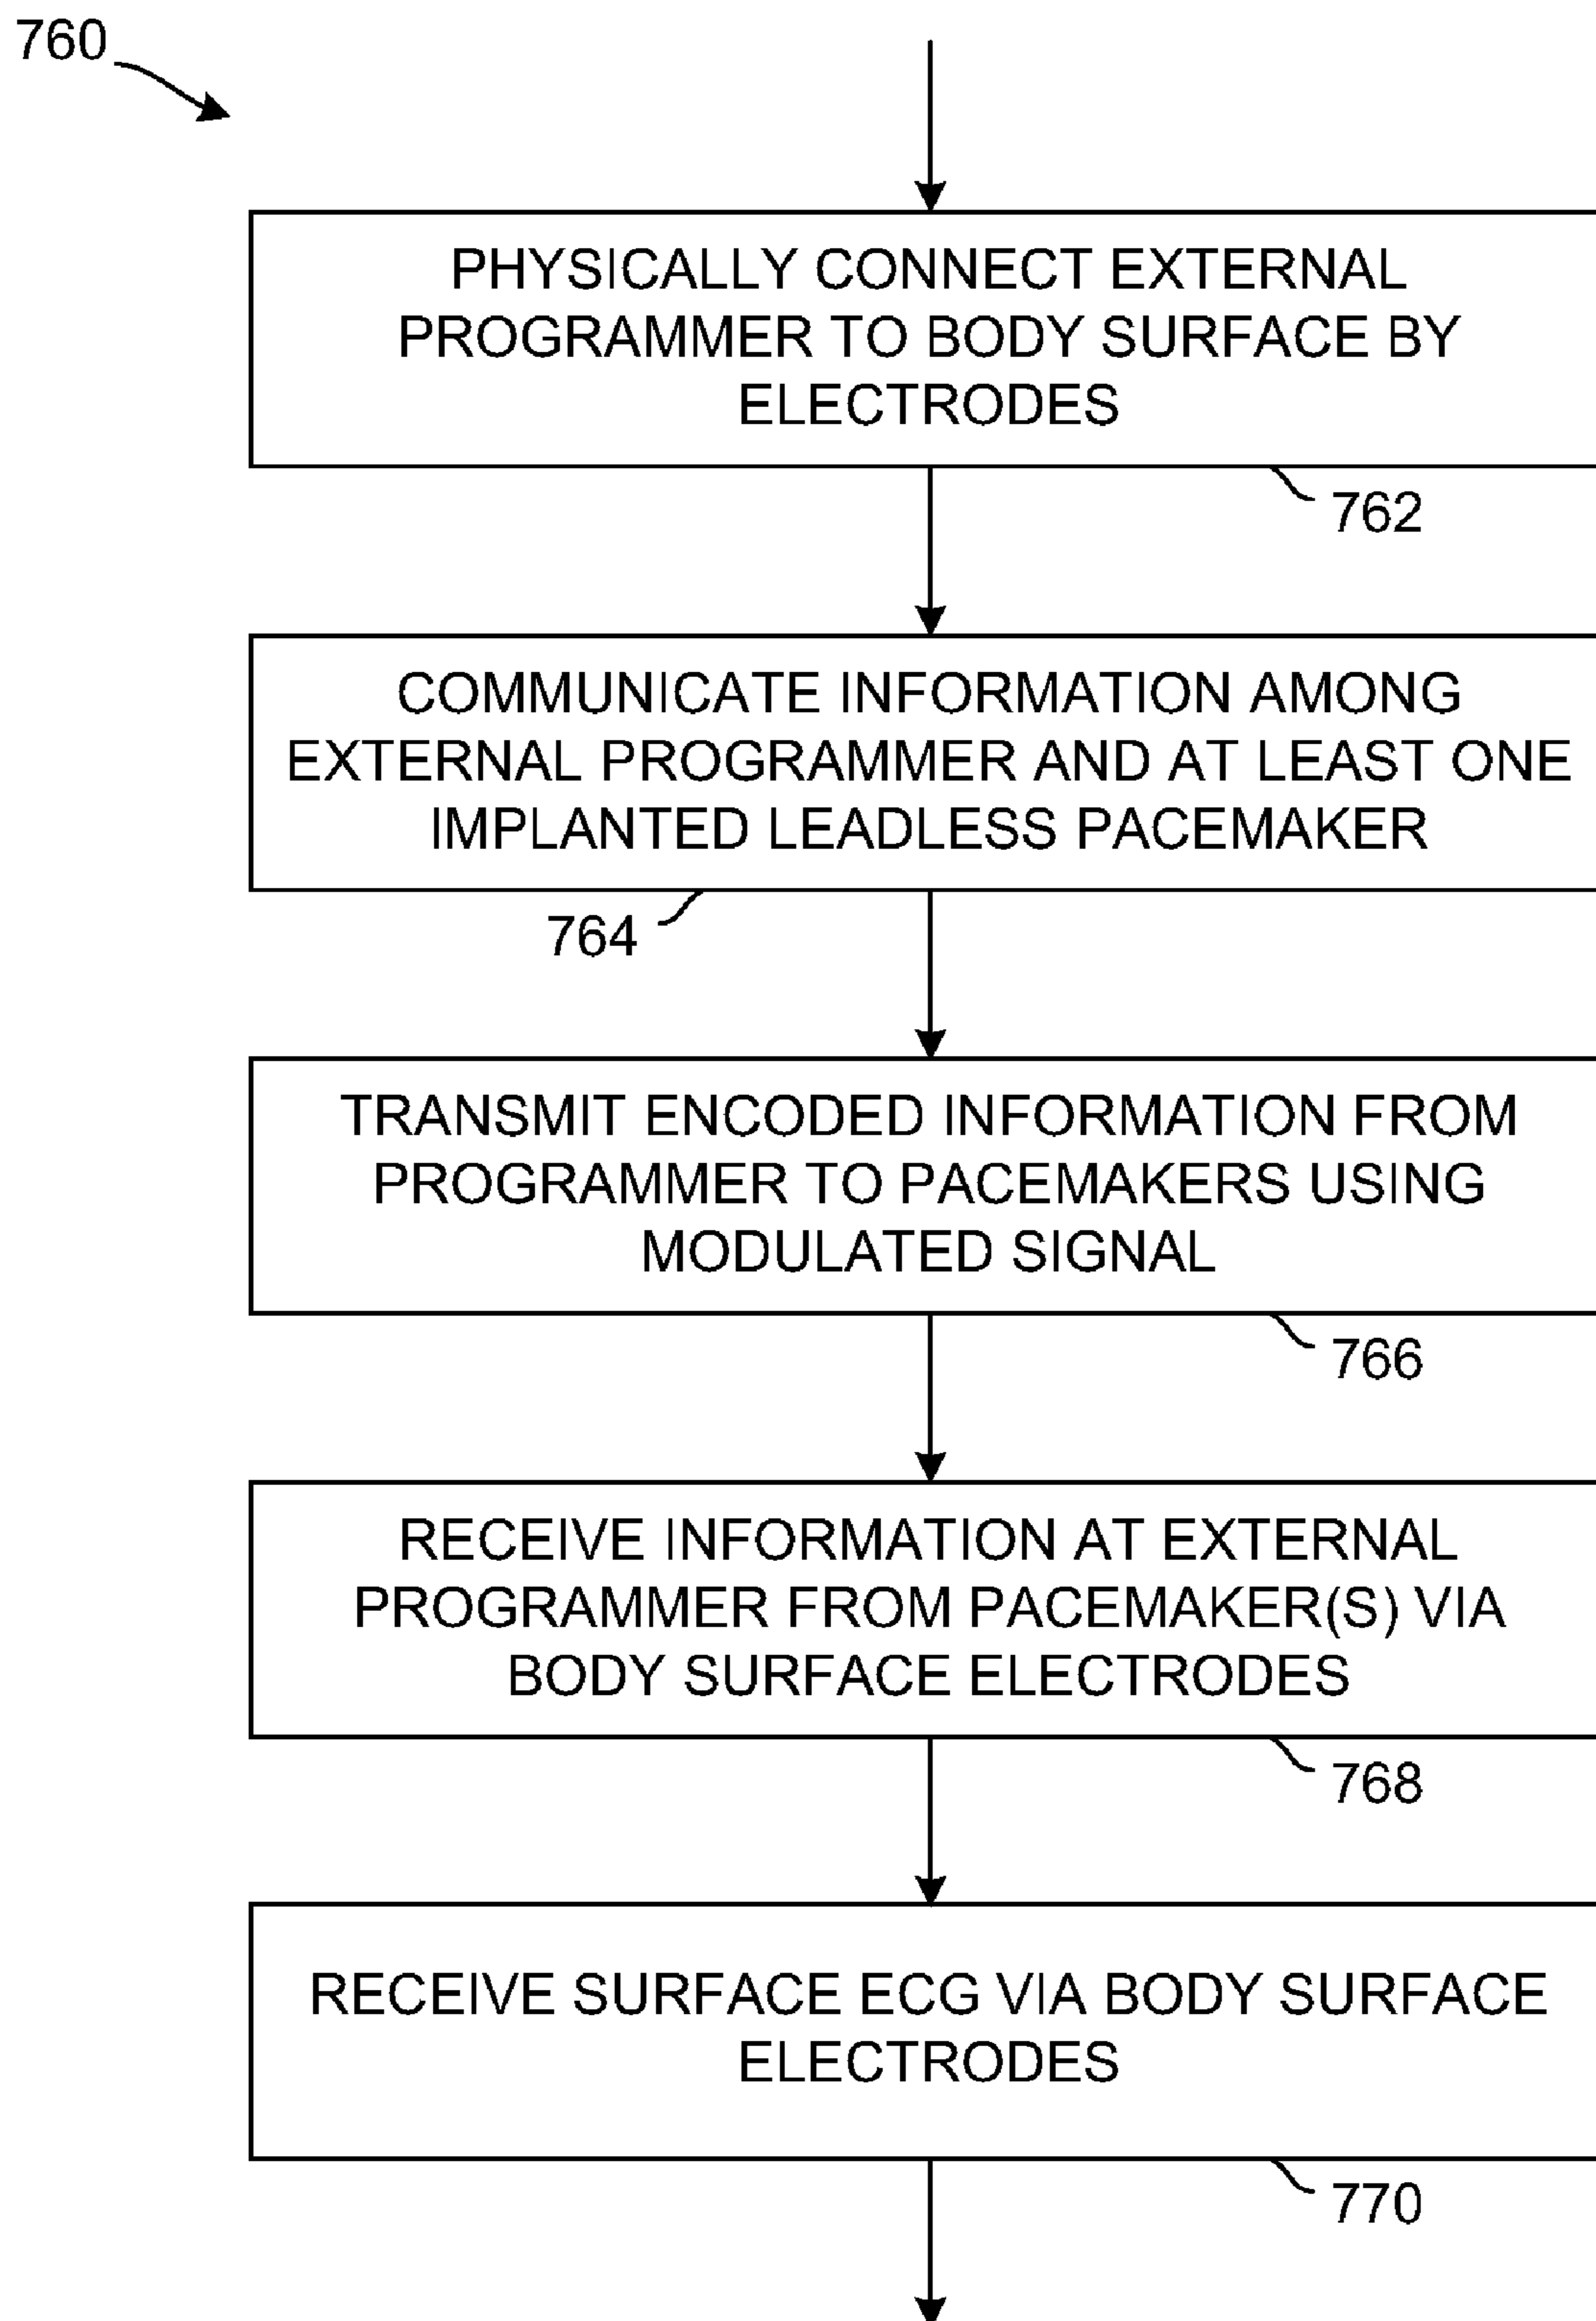 760
PHYSICALLY CONNECT EXTERNAL
PROGRAMMER TO BODY SURFACE BY
ELECTRODES
762
COMMUNICATE INFORMATION AMONG
EXTERNAL PROGRAMMER AND AT LEAST ONE
IMPLANTED LEADLESS PACEMAKER
764
TRANSMIT ENCODED INFORMATION FROM
PROGRAMMER TO PACEMAKERS USING
MODULATED SIGNAL
766
RECEIVE INFORMATION AT EXTERNAL
PROGRAMMER FROM PACEMAKER(S) VIA
BODY SURFACE ELECTRODES
768
RECEIVE SURFACE ECG VIA BODY SURFACE
ELECTRODES
770